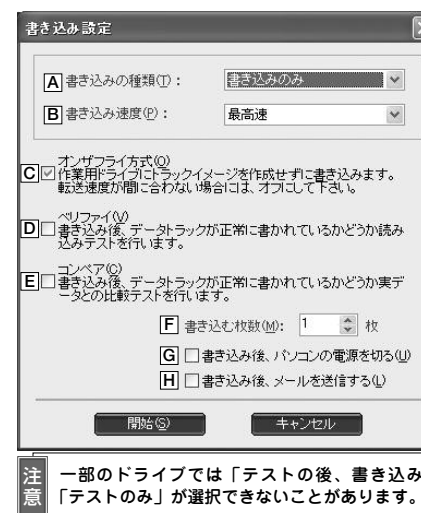 書き込み設定
A 書き込みの種類(T)： 書き込みのみ
B 書き込み速度(P)： 最高速
オンザフライ方式(O)
C 作業用ドライブにトラックイメージを作成せずに書き込みます。
転送速度が間に合わない場合には、オフにして下さい。
ベリファイ(V)
D 書き込み後、データトラックが正常に書かれているかどうか読み
込みテストを行います。
コンペア(C)
E 書き込み後、データトラックが正常に書かれているかどうか実デ
ータとの比較テストを行います。
F 書き込む枚数(M): 1 枚
G 書き込み後、パソコンの電源を切る(U)
H 書き込み後、メールを送信する(L)
開始(S) キャンセル
注意 一部のドライブでは「テストの後、書き込み
「テストのみ」が選択できないことがあります。